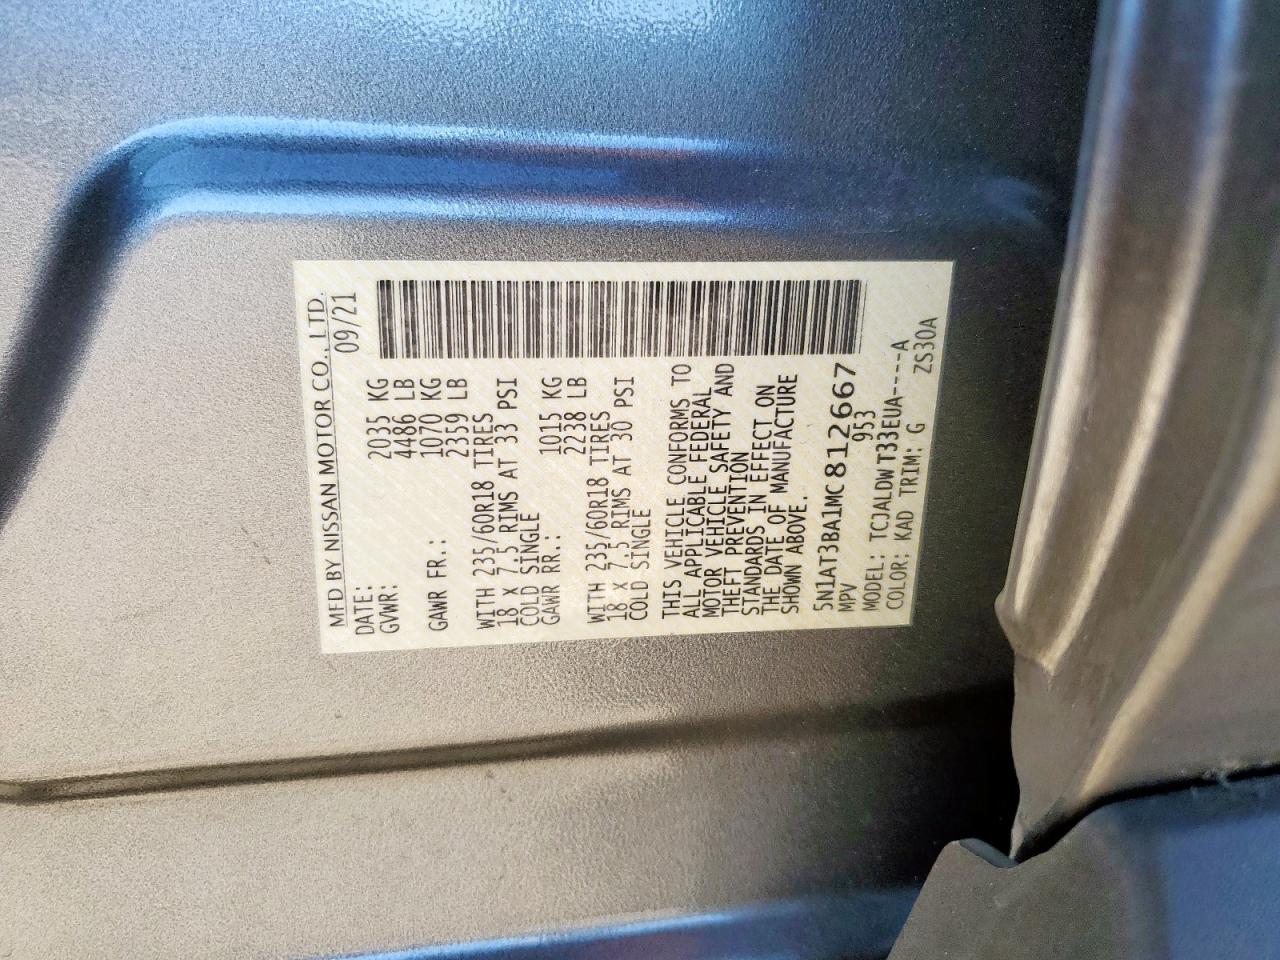 MFD BY NISSAN MOTOR CO., LTD.
DATE: 09/21
GVWR: 2035 KG
4486 LB
GAWR FR.: 1070 KG
2339 LB
WITH 235/60R18 TIRES
18 X 7.5 RIMS AT 33 PSI
COLD SINGLE
GAWR RR.: 1015 KG
2238 LB
WITH 235/60R18 TIRES
18 X 7.5 RIMS AT 30 PSI
COLD SINGLE
THIS VEHICLE CONFORMS TO
ALL APPLICABLE FEDERAL
MOTOR VEHICLE SAFETY AND
THEFT PREVENTION
STANDARDS IN EFFECT ON
THE DATE OF MANUFACTURE
SHOWN ABOVE.
5N1AT3BA1MC812667
MPV 953
MODEL: TCJALDWT33EUA----A
COLOR: KAD TRIM: G ZS30A